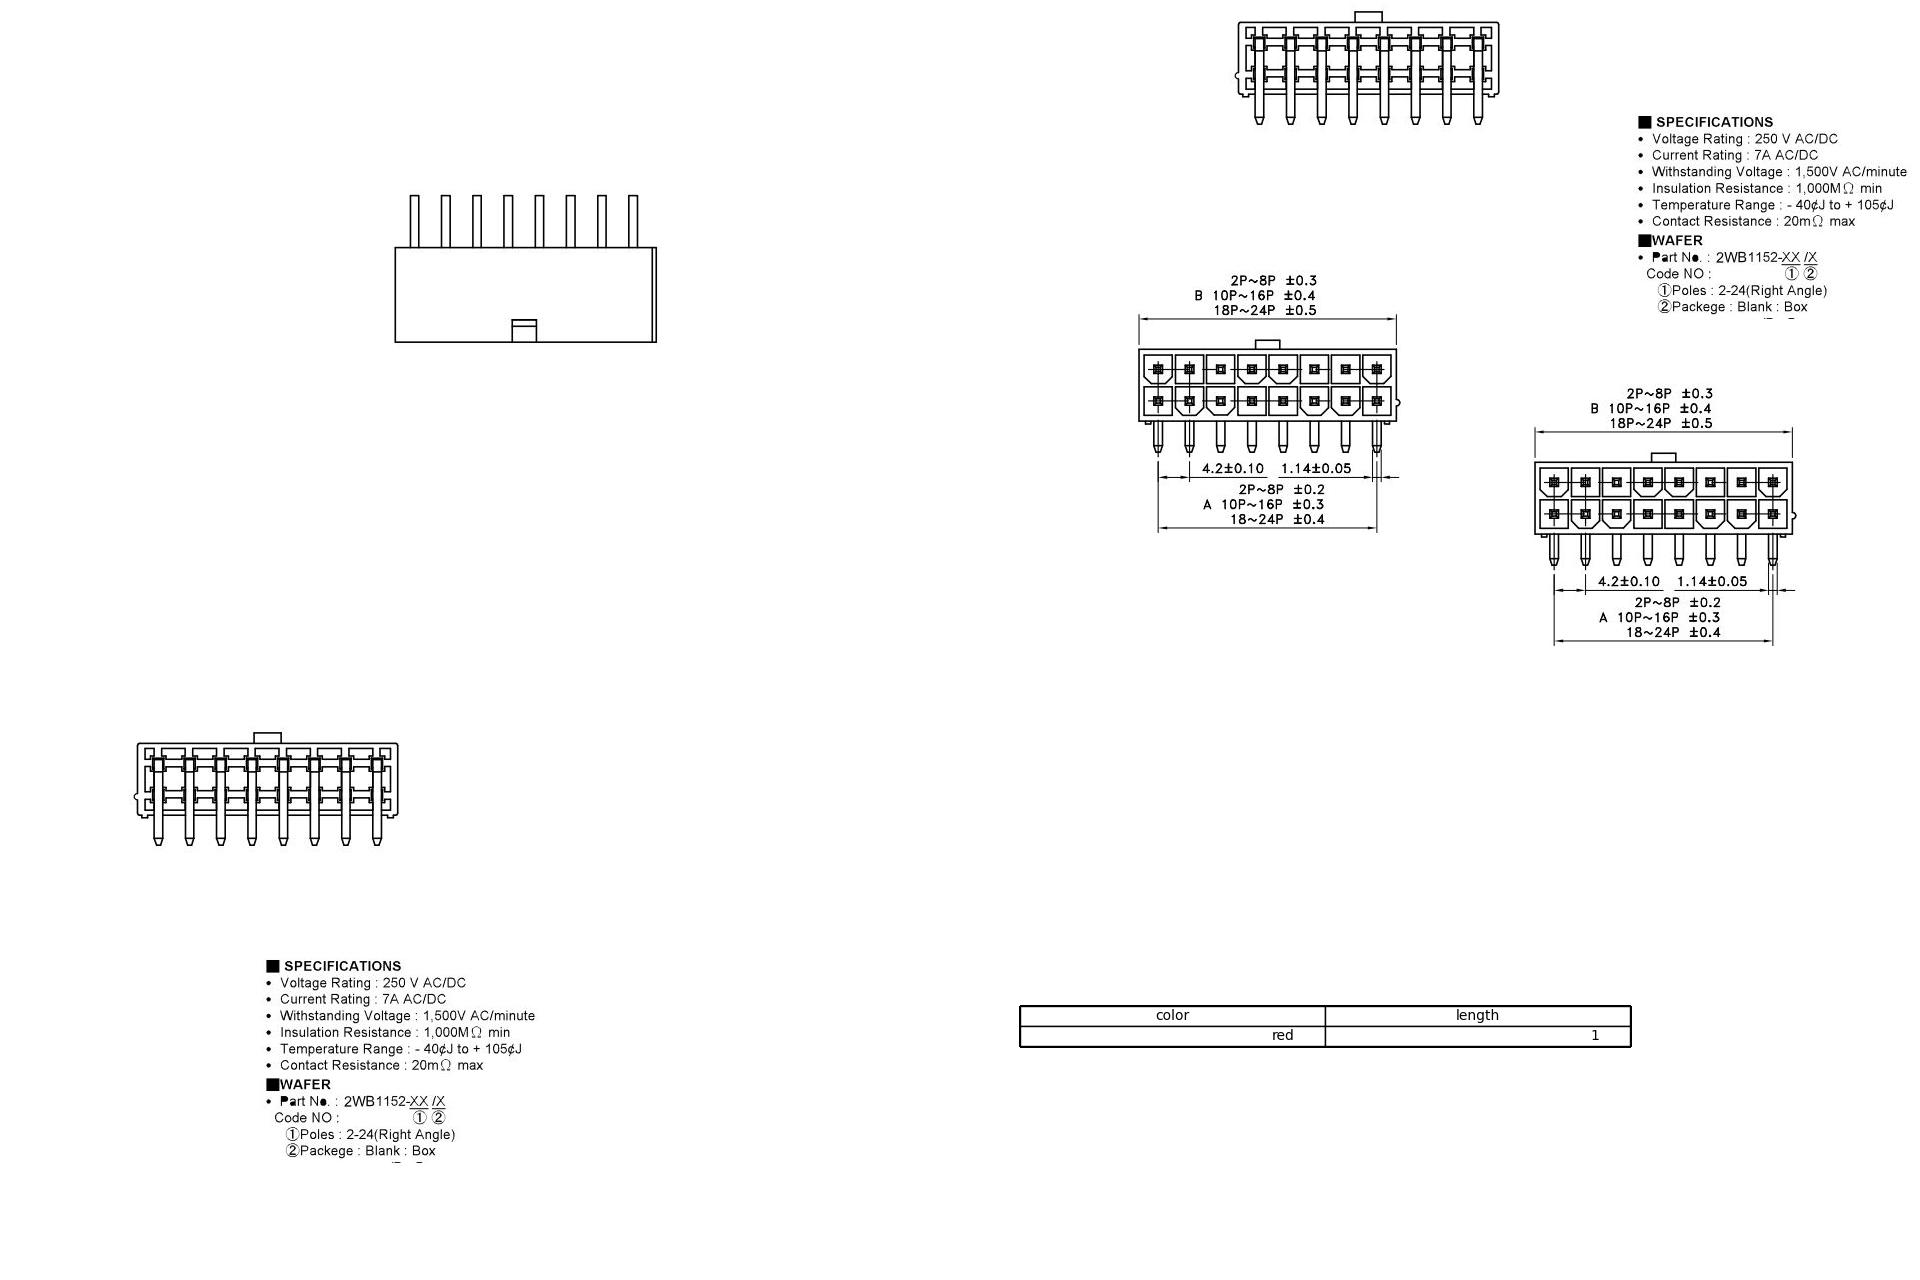 ■ SPECIFICATIONS
• Voltage Rating : 250 V AC/DC
• Current Rating : 7A AC/DC
• Withstanding Voltage : 1,500V AC/minute
• Insulation Resistance : 1,000MΩ min
• Temperature Range : - 40¢J to + 105¢J
• Contact Resistance : 20mΩ max
■WAFER
• Part No. : 2WB1152-XX /X
Code NO : ① ②
①Poles : 2-24(Right Angle)
②Packege : Blank : Box
2P~8P ±0.3
B 10P~16P ±0.4
18P~24P ±0.5
4.2±0.10 1.14±0.05
2P~8P ±0.2
A 10P~16P ±0.3
18~24P ±0.4
2P~8P ±0.3
B 10P~16P ±0.4
18P~24P ±0.5
4.2±0.10 1.14±0.05
2P~8P ±0.2
A 10P~16P ±0.3
18~24P ±0.4
■ SPECIFICATIONS
• Voltage Rating : 250 V AC/DC
• Current Rating : 7A AC/DC
• Withstanding Voltage : 1,500V AC/minute
• Insulation Resistance : 1,000MΩ min
• Temperature Range : - 40¢J to + 105¢J
• Contact Resistance : 20mΩ max
■WAFER
• Part No. : 2WB1152-XX /X
Code NO : ① ②
①Poles : 2-24(Right Angle)
②Packege : Blank : Box
color length
red 1